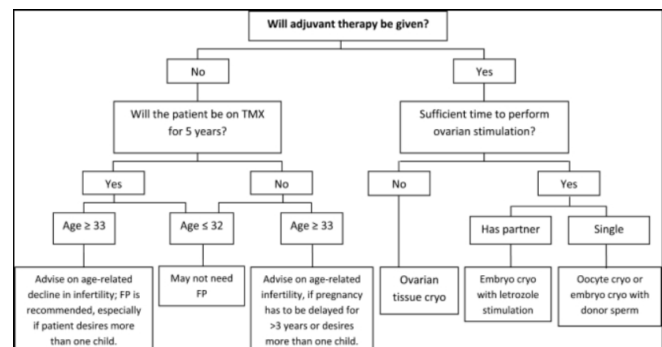 Will adjuvant therapy be given?
No
Yes
Will the patient be on TMX
for 5 years?
Sufficient time to perform
ovarian stimulation?
Yes
No
No
Yes
Age ≥ 33
Age ≤ 32
Age ≥ 33
Has partner
Single
Advise on age-related
decline in infertility; FP is
recommended, especially
if patient desires more
than one child.
May not need
FP
Advise on age-related
infertility, if pregnancy
has to be delayed for
>3 years or desires
more than one child.
Ovarian
tissue cryo
Embryo cryo
with letrozole
stimulation
Oocyte cryo or
embryo cryo with
donor sperm